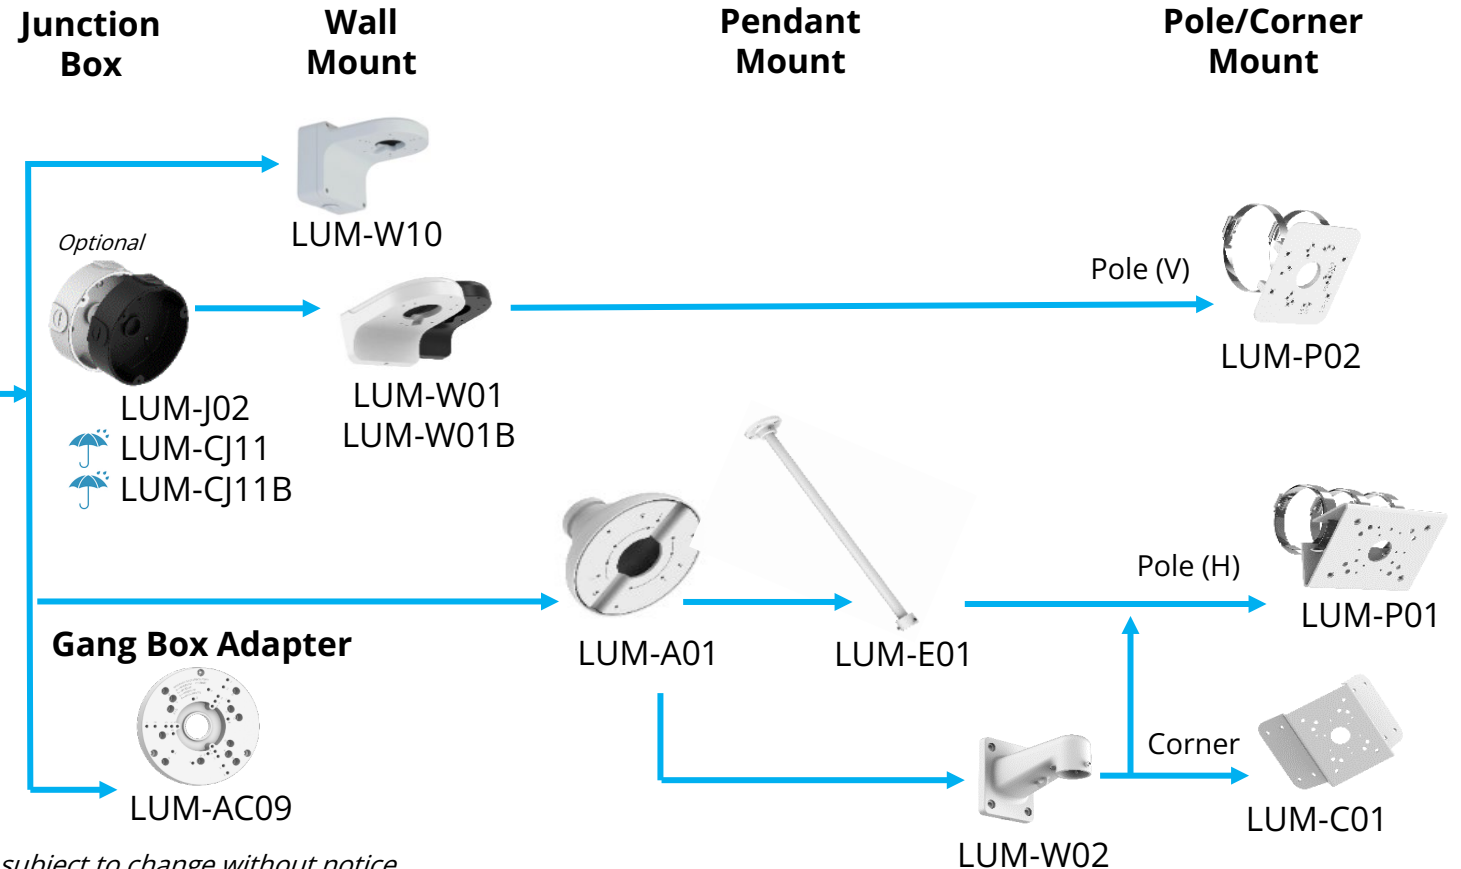 Junction
Box
Wall
Mount
Pendant
Mount
Pole/Corner
Mount
LUM-W10
Optional
Pole (V)
LUM-P02
LUM-J02
LUM-CJ11
LUM-CJ11B
LUM-W01
LUM-W01B
Pole (H)
LUM-P01
LUM-A01
LUM-E01
Gang Box Adapter
LUM-AC09
Corner
LUM-C01
LUM-W02
subject to change without notice